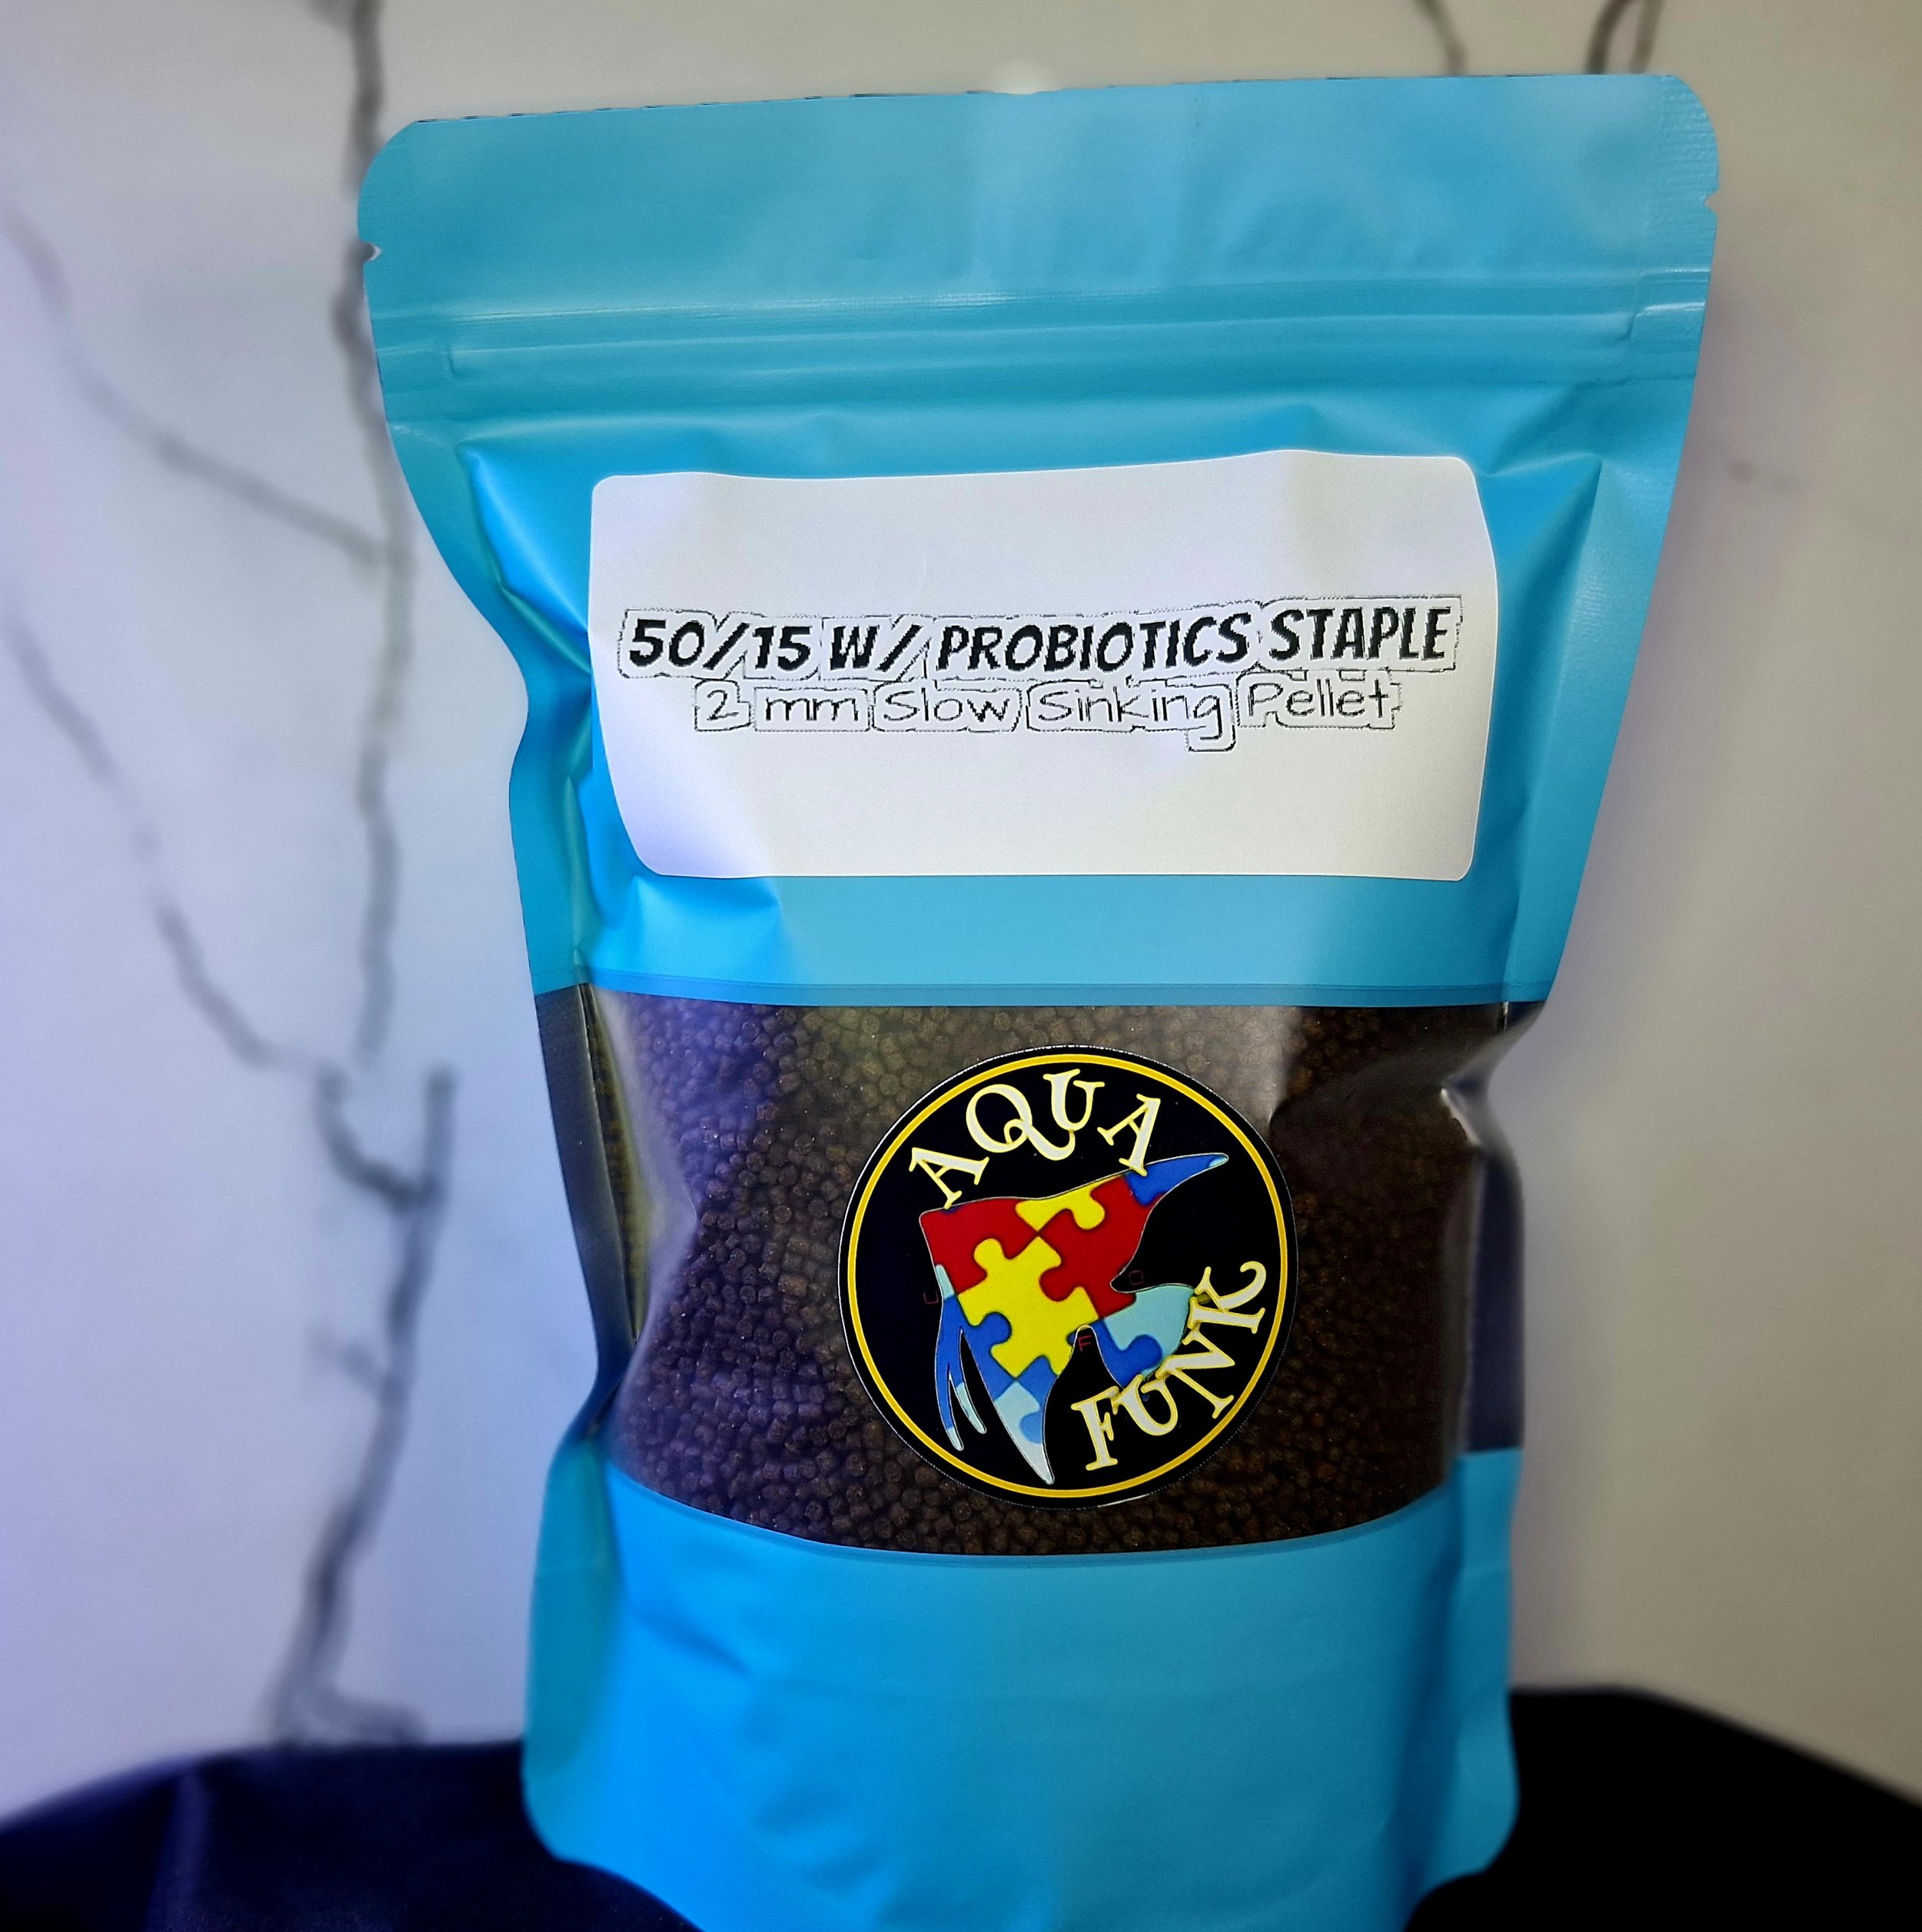 50/15 W/ PROBIOTICS STAPLE
2 mm Slow Sinking Pellet
AQUA
FUNK